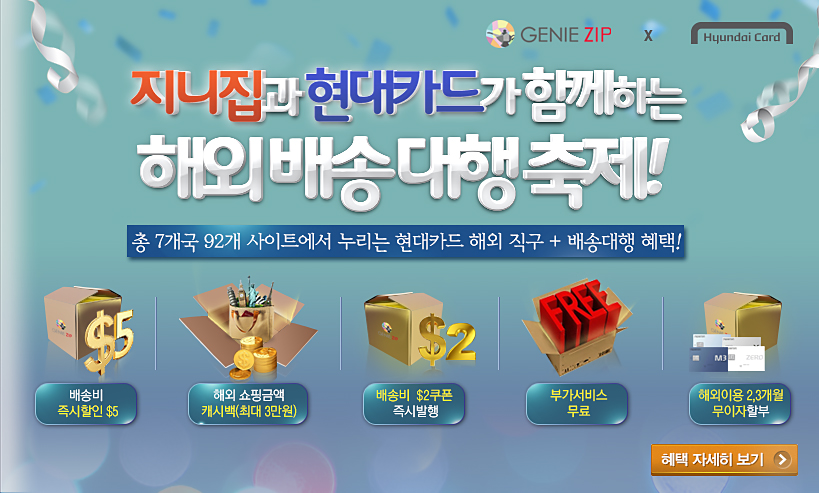 GENIE ZIP X Hyundai Card
지니집과 현대카드가 함께하는
해외 배송 대행 축제!
총 7개국 92개 사이트에서 누리는 현대카드 해외 직구 + 배송대행 혜택!
$5
$2
FREE
M3
ZERO
배송비
즉시할인 $5
해외 쇼핑금액
캐시백(최대 3만원)
배송비 $2쿠폰
즉시발행
부가서비스
무료
해외이용 2,3개월
무이자할부
혜택 자세히 보기